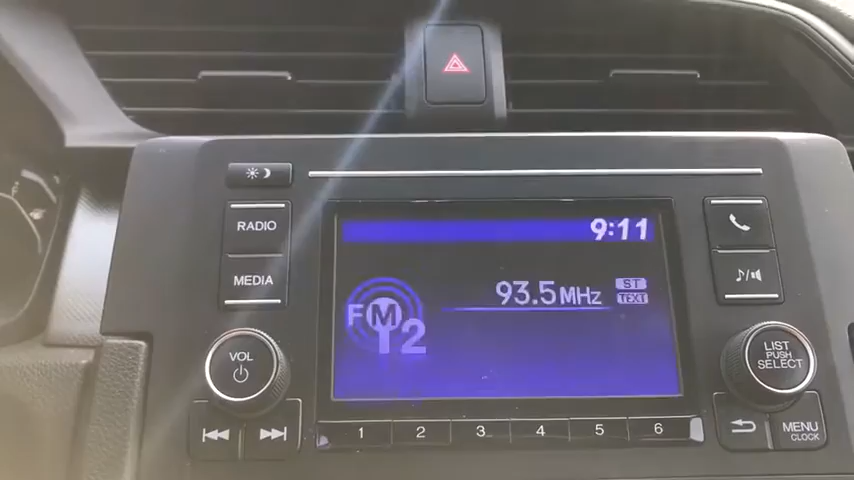 RADIO
MEDIA
VOL
9:11
93.5MHz
ST
TEXT
FM
2
LIST
PUSH
SELECT
1 2 3 4 5 6
MENU
CLOCK